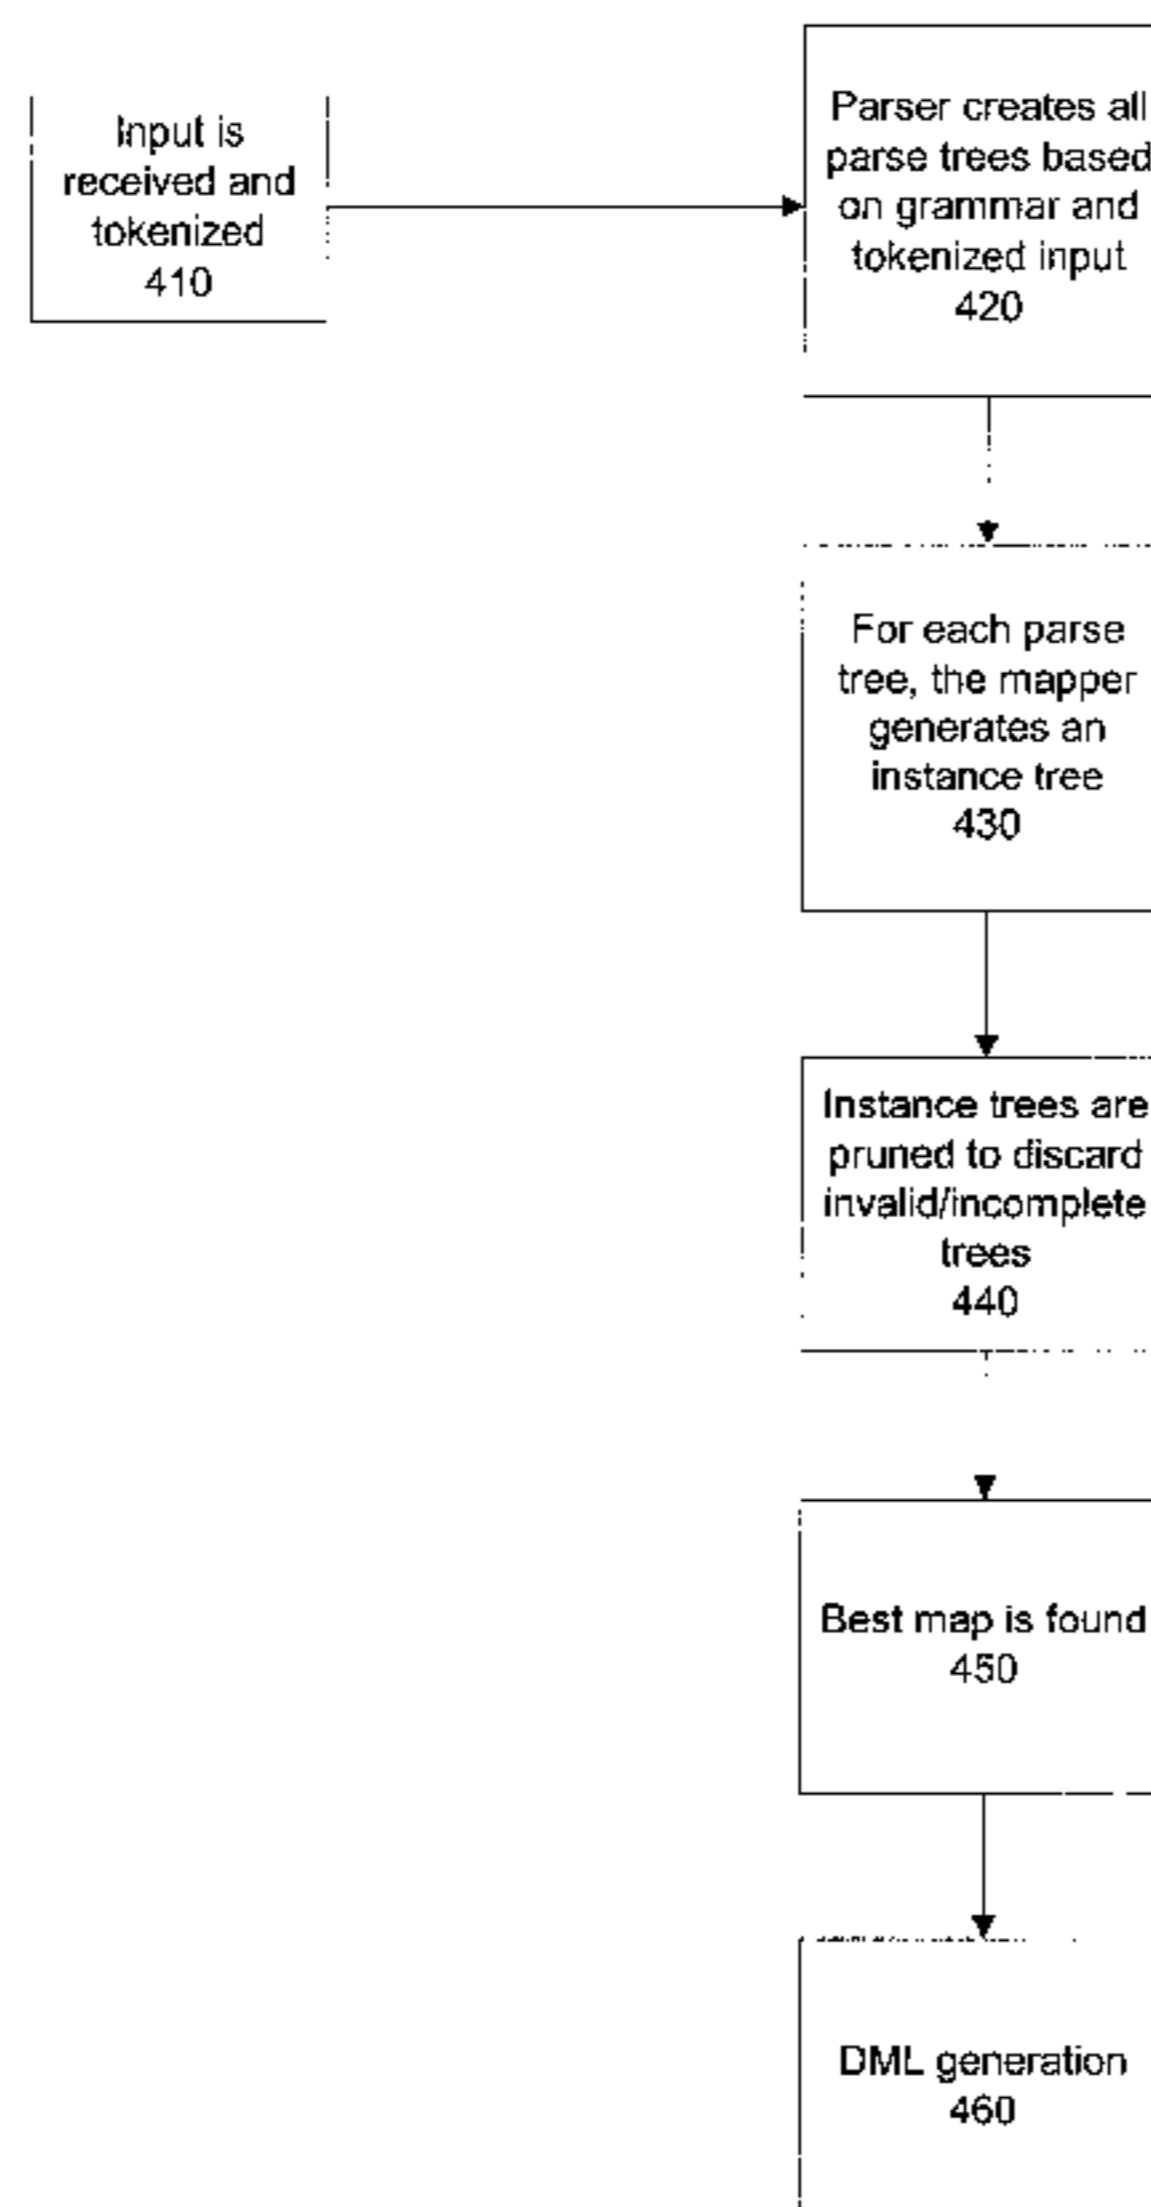 Input is
received and
tokenized
410
Parser creates all
parse trees based
on grammar and
tokenized input
420
For each parse
tree, the mapper
generates an
instance tree
430
Instance trees are
pruned to discard
invalid/incomplete
trees
440
Best map is found
450
DML generation
460